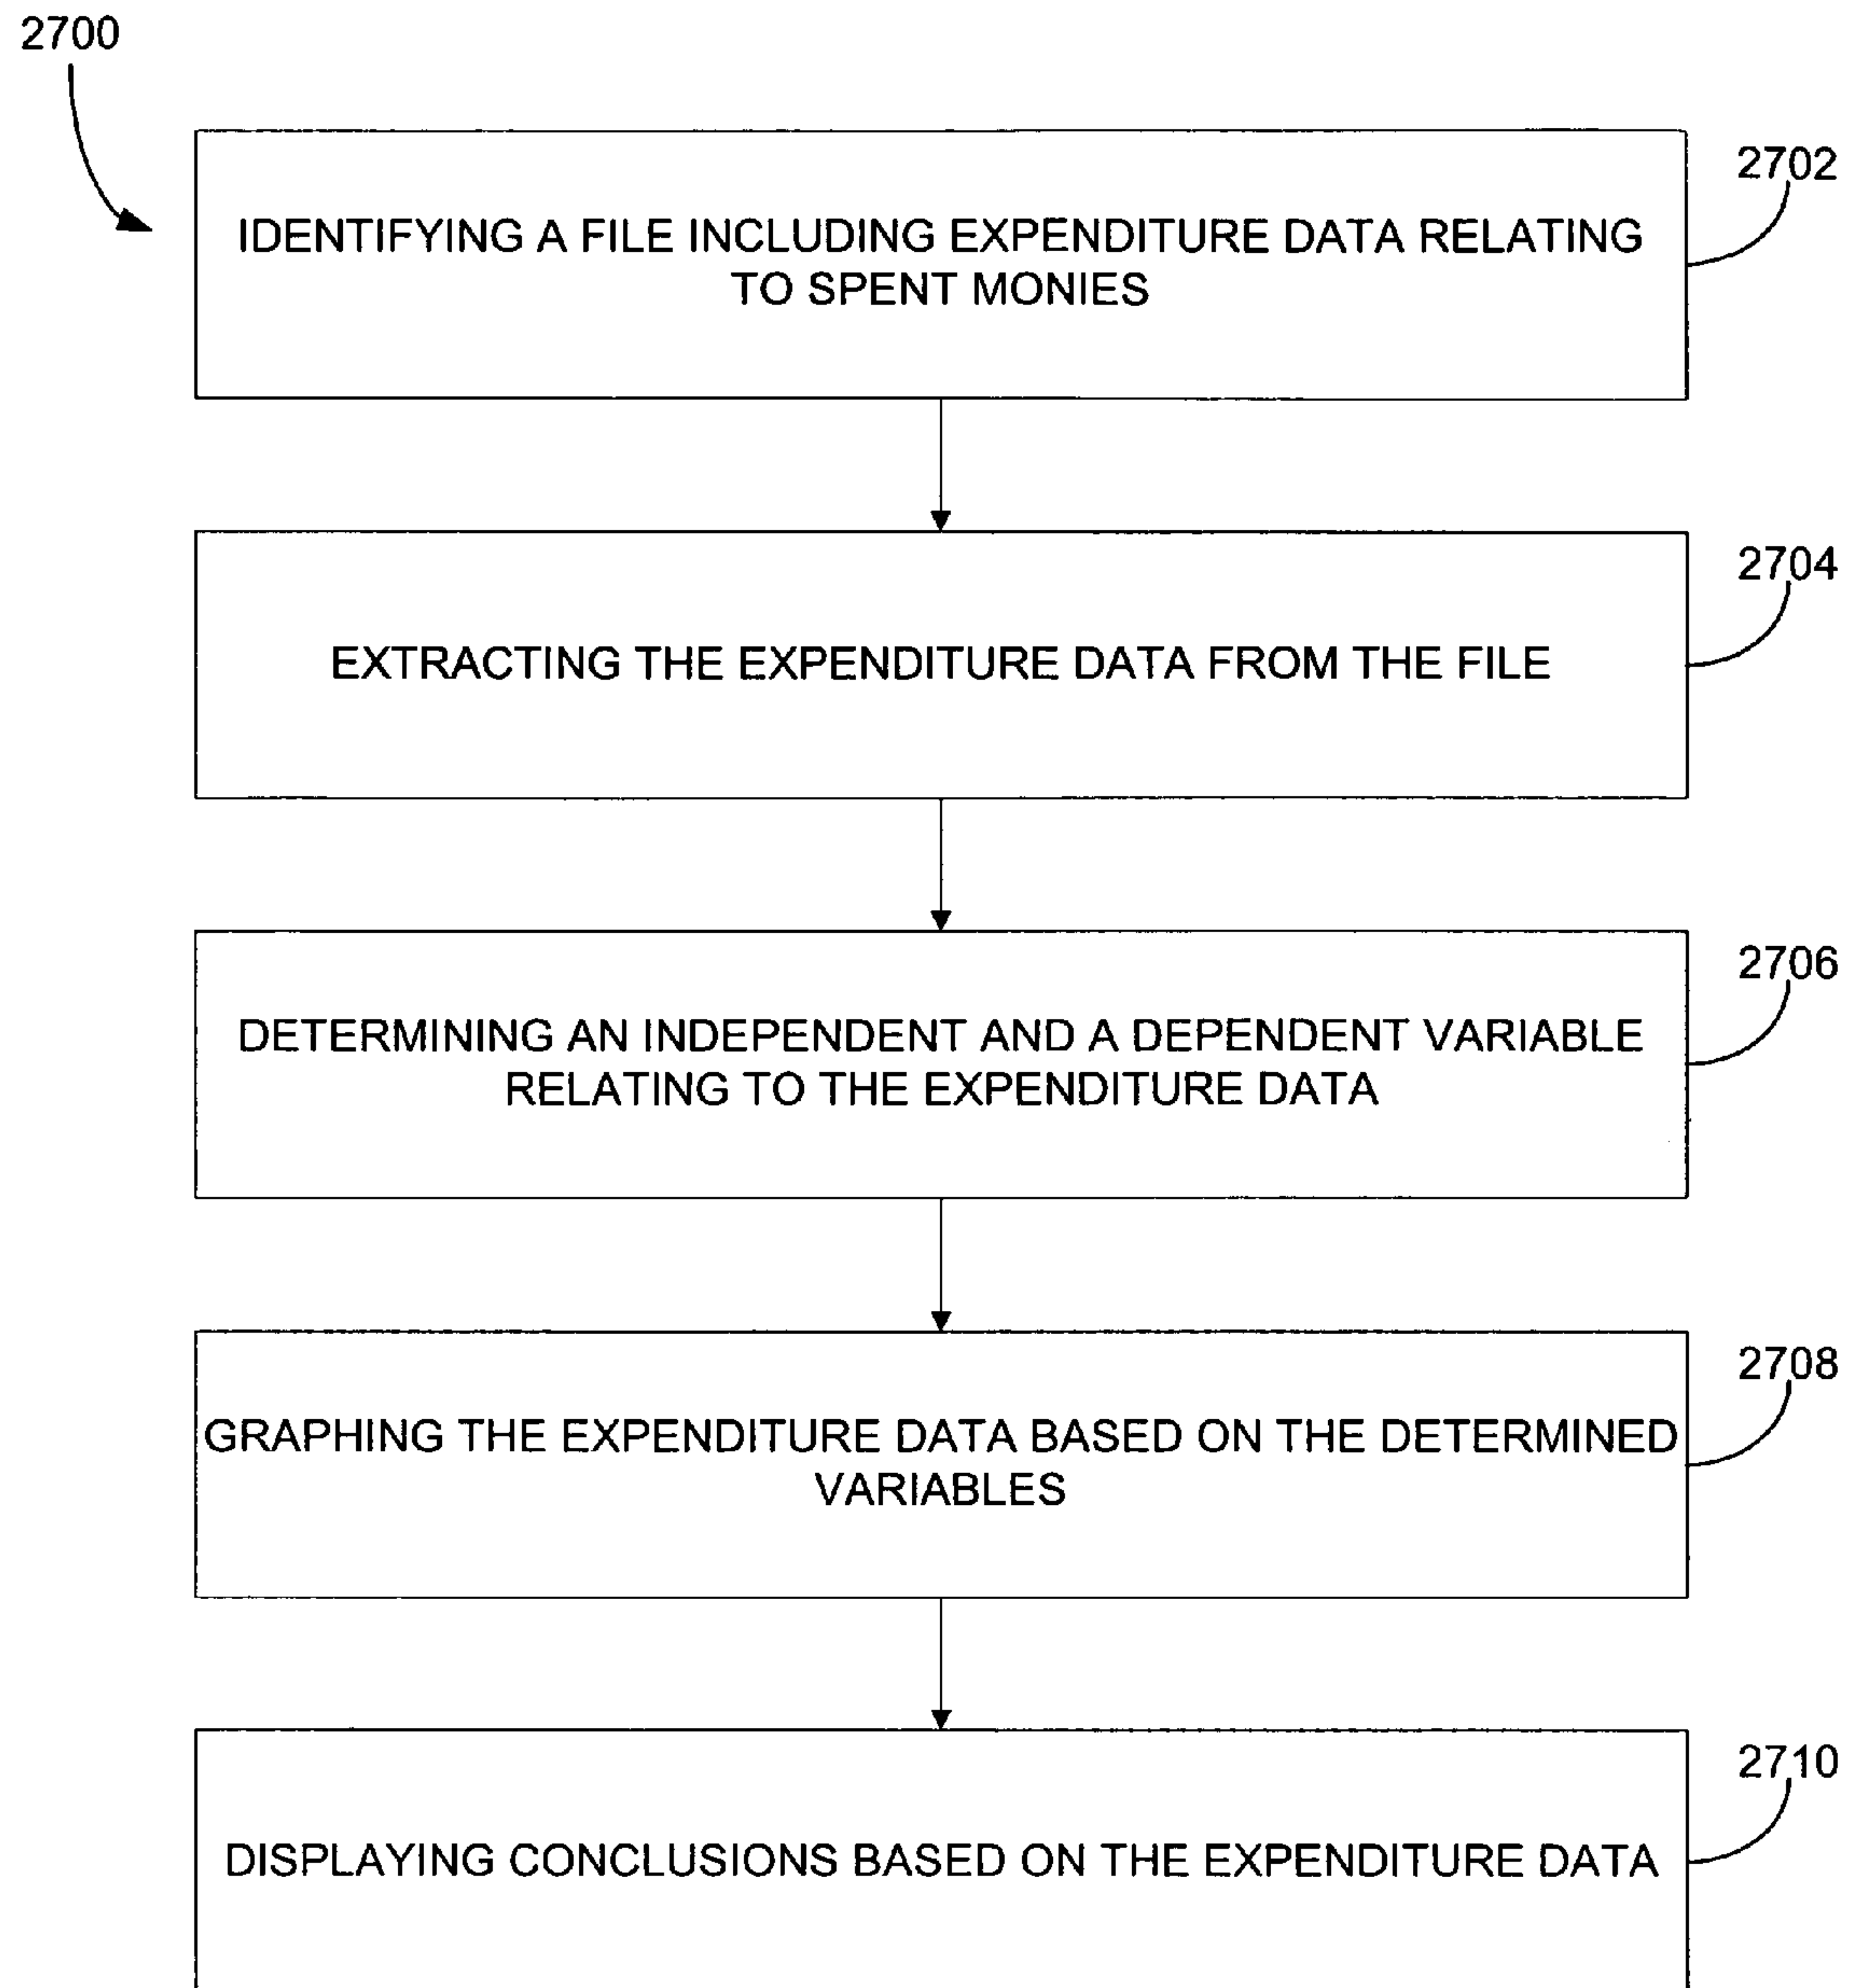 2700
2702
IDENTIFYING A FILE INCLUDING EXPENDITURE DATA RELATING
TO SPENT MONIES
2704
EXTRACTING THE EXPENDITURE DATA FROM THE FILE
2706
DETERMINING AN INDEPENDENT AND A DEPENDENT VARIABLE
RELATING TO THE EXPENDITURE DATA
2708
GRAPHING THE EXPENDITURE DATA BASED ON THE DETERMINED
VARIABLES
2710
DISPLAYING CONCLUSIONS BASED ON THE EXPENDITURE DATA